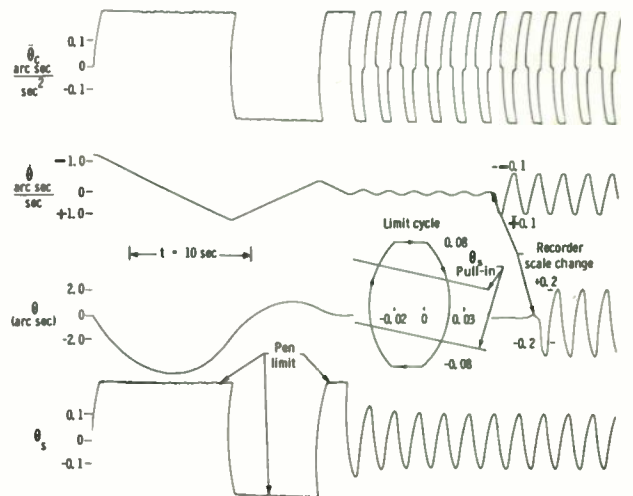 θ̈c
arc sec
sec²
0.1
0
-0.1
θ̇
arc sec
sec
-1.0
0
+1.0
-0.1
+0.1
t = 10 sec
Limit cycle
0.08
θs
Pull-in
Recorder
scale change
θ
(arc sec)
2.0
0
-2.0
-0.02
0
0.03
-0.08
+0.2
-0.2
Pen
limit
θs
0.1
0
-0.1